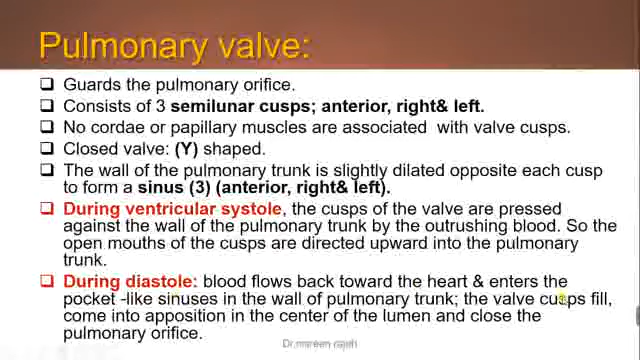 Pulmonary valve:
❑ Guards the pulmonary orifice.
❑ Consists of 3 semilunar cusps; anterior, right& left.
❑ No cordae or papillary muscles are associated with valve cusps.
❑ Closed valve: (Y) shaped.
❑ The wall of the pulmonary trunk is slightly dilated opposite each cusp
to form a sinus (3) (anterior, right& left).
❑ During ventricular systole, the cusps of the valve are pressed
against the wall of the pulmonary trunk by the outrushing blood. So the
open mouths of the cusps are directed upward into the pulmonary
trunk.
❑ During diastole: blood flows back toward the heart & enters the
pocket -like sinuses in the wall of pulmonary trunk; the valve cusps fill,
come into apposition in the center of the lumen and close the
pulmonary orifice.